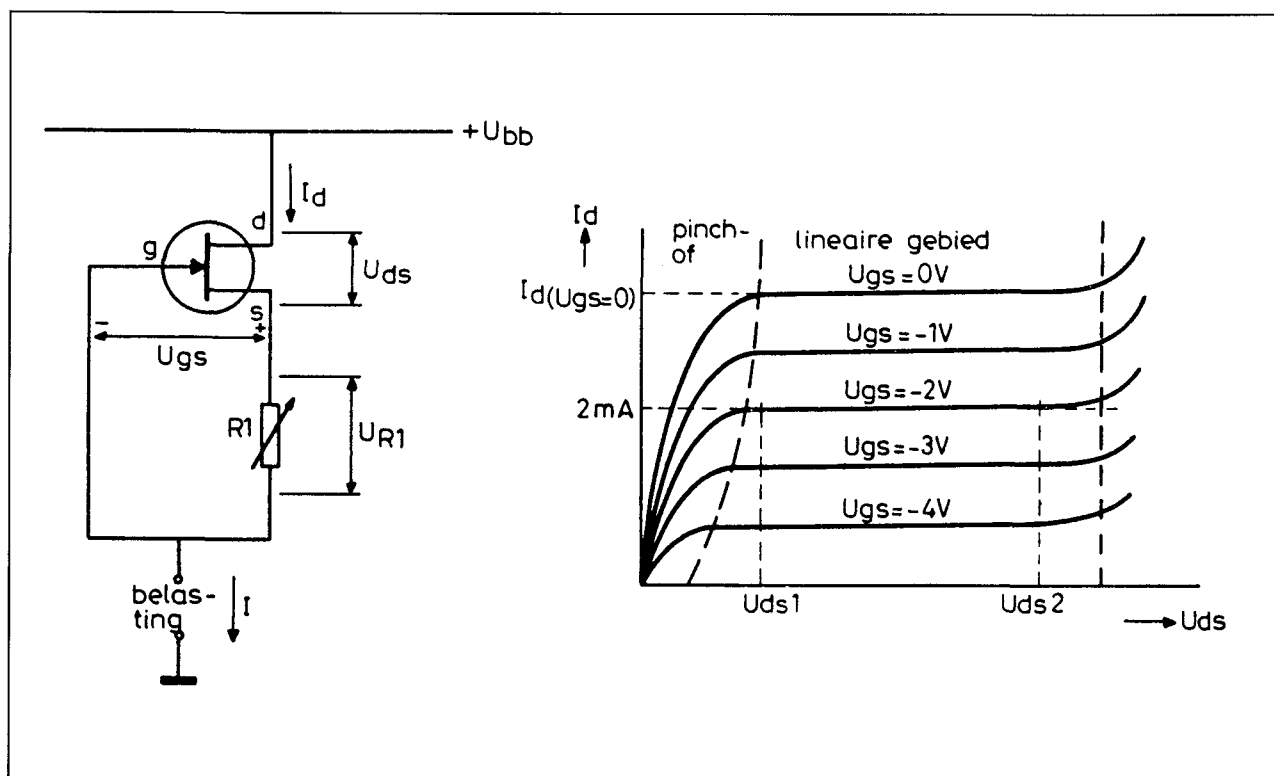 +Ubb
Id
d
g
Uds
s
- +
Ugs
R1
UR1
belas-
ting
I
Id
pinch-
of
lineaire gebied
Ugs=0V
Id(Ugs=0)
Ugs=-1V
Ugs=-2V
2mA
Ugs=-3V
Ugs=-4V
Uds1
Uds2
Uds